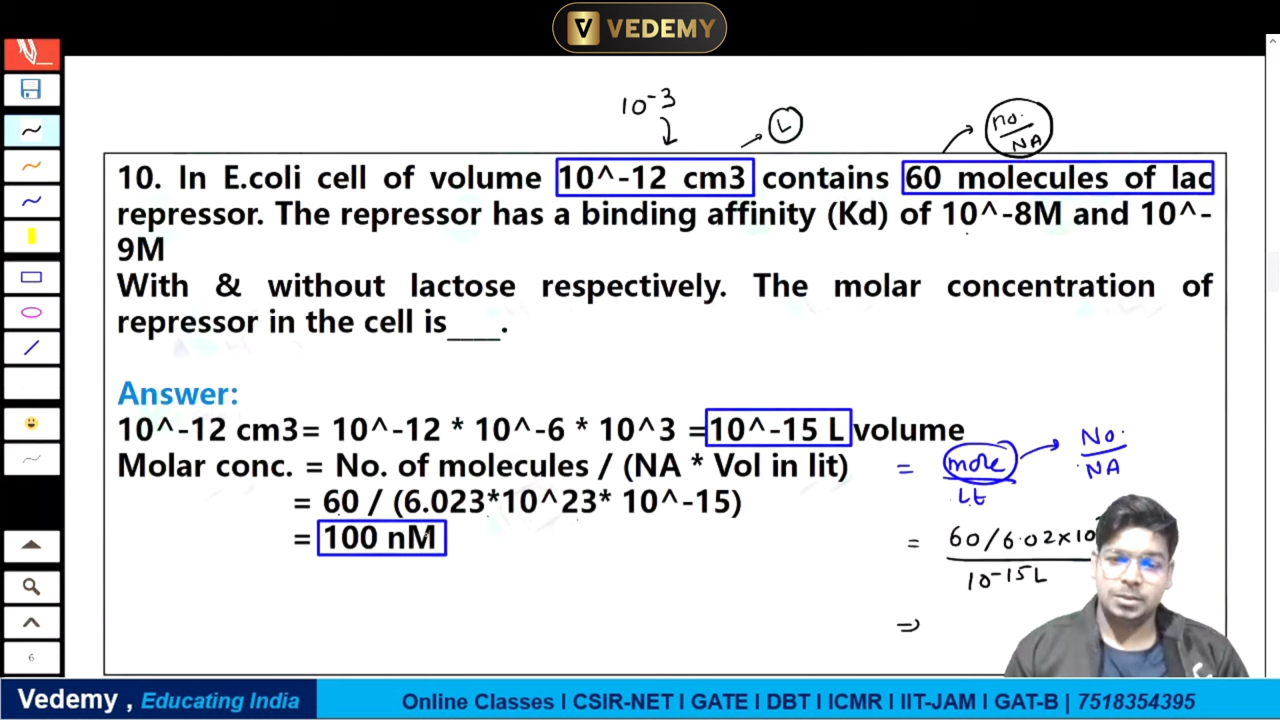 VEDEMY
10^-3
L
no./NA
10. In E.coli cell of volume 10^-12 cm3 contains 60 molecules of lac
repressor. The repressor has a binding affinity (Kd) of 10^-8M and 10^-
9M
With & without lactose respectively. The molar concentration of
repressor in the cell is____.
Answer:
10^-12 cm3= 10^-12 * 10^-6 * 10^3 =10^-15 L volume
Molar conc. = No. of molecules / (NA * Vol in lit)
= 60 / (6.023*10^23* 10^-15)
= 100 nM
= mole/Lt
No./NA
= 60/6.02x10
10^-15L
⇒
6
Vedemy , Educating India
Online Classes I CSIR-NET I GATE I DBT I ICMR I IIT-JAM I GAT-B | 7518354395